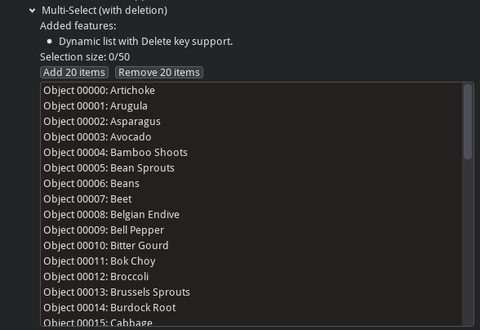 Multi-Select (with deletion)
Added features:
Dynamic list with Delete key support.
Selection size: 0/50
Add 20 items Remove 20 items
Object 00000: Artichoke
Object 00001: Arugula
Object 00002: Asparagus
Object 00003: Avocado
Object 00004: Bamboo Shoots
Object 00005: Bean Sprouts
Object 00006: Beans
Object 00007: Beet
Object 00008: Belgian Endive
Object 00009: Bell Pepper
Object 00010: Bitter Gourd
Object 00011: Bok Choy
Object 00012: Broccoli
Object 00013: Brussels Sprouts
Object 00014: Burdock Root
Object 00015: Cabbage